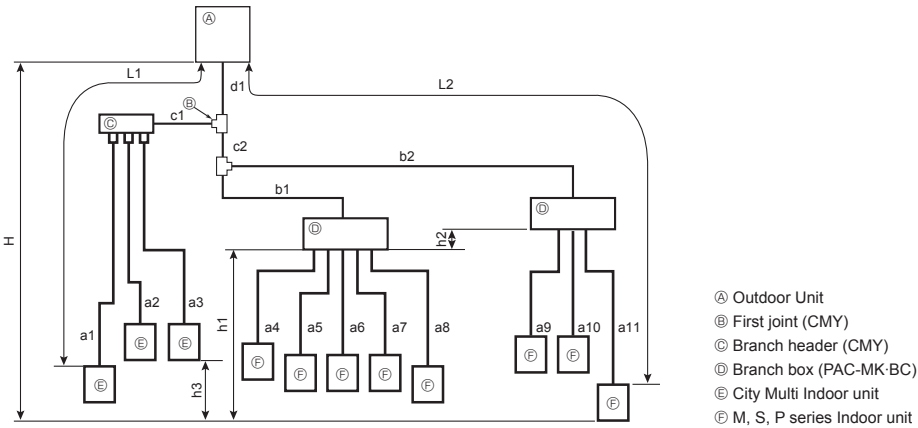 Ⓐ
L1
d1
L2
Ⓑ
Ⓒ
c1
c2
b2
b1
Ⓓ
Ⓓ
h2
H
h1
h3
a1
a2
a3
a4
a5
a6
a7
a8
a9
a10
a11
Ⓔ
Ⓔ
Ⓔ
Ⓕ
Ⓕ
Ⓕ
Ⓕ
Ⓕ
Ⓕ
Ⓕ
Ⓕ
Ⓐ Outdoor Unit
Ⓑ First joint (CMY)
Ⓒ Branch header (CMY)
Ⓓ Branch box (PAC-MK·BC)
Ⓔ City Multi Indoor unit
Ⓕ M, S, P series Indoor unit